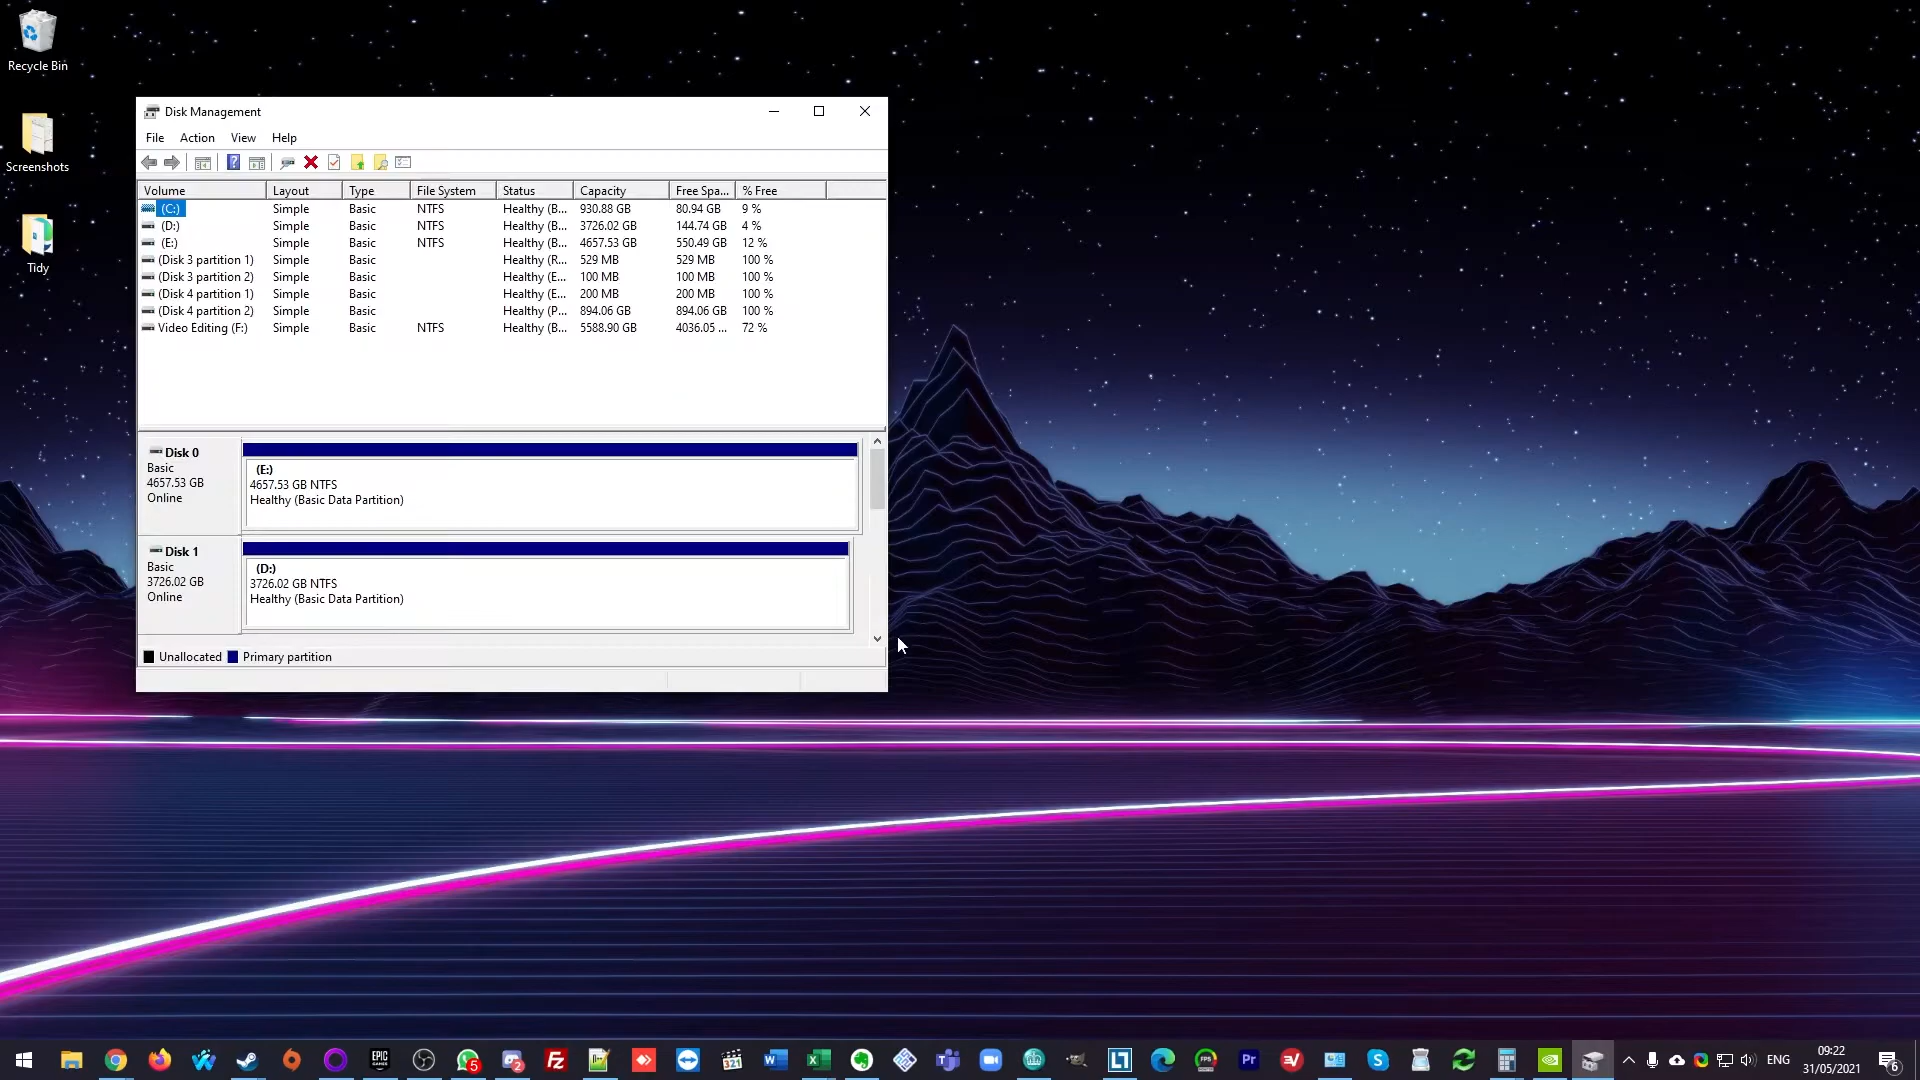 Recycle Bin
Screenshots
Tidy
Disk Management
File Action View Help
Volume Layout Type File System Status Capacity Free Spa... % Free
(C:) Simple Basic NTFS Healthy (B... 930.88 GB 80.94 GB 9 %
(D:) Simple Basic NTFS Healthy (B... 3726.02 GB 144.74 GB 4 %
(E:) Simple Basic NTFS Healthy (B... 4657.53 GB 550.49 GB 12 %
(Disk 3 partition 1) Simple Basic Healthy (R... 529 MB 529 MB 100 %
(Disk 3 partition 2) Simple Basic Healthy (E... 100 MB 100 MB 100 %
(Disk 4 partition 1) Simple Basic Healthy (E... 200 MB 200 MB 100 %
(Disk 4 partition 2) Simple Basic Healthy (P... 894.06 GB 894.06 GB 100 %
Video Editing (F:) Simple Basic NTFS Healthy (B... 5588.90 GB 4036.05 ... 72 %
Disk 0
Basic
4657.53 GB
Online
(E:)
4657.53 GB NTFS
Healthy (Basic Data Partition)
Disk 1
Basic
3726.02 GB
Online
(D:)
3726.02 GB NTFS
Healthy (Basic Data Partition)
Unallocated Primary partition
EPIC GAMES
5
2
321
Pr
ENG
09:22
31/05/2021
6